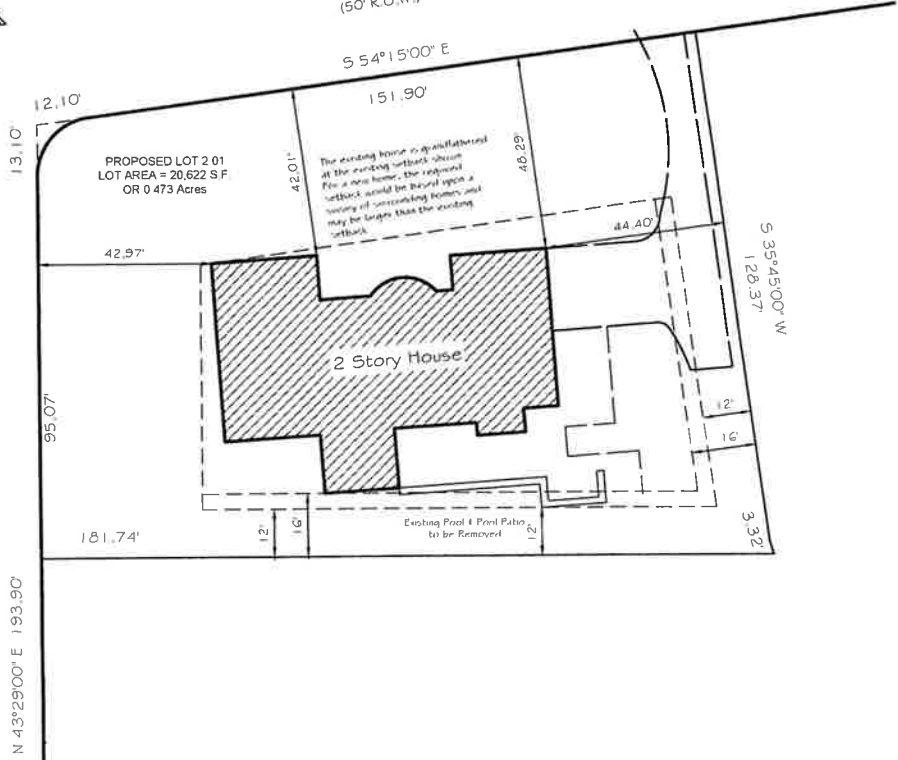 (50' R.O.W.)
S 54°15'00" E
151.90'
12.10'
13.10'
PROPOSED LOT 2 01
LOT AREA = 20,622 S.F.
OR 0 473 Acres
42.01'
The existing house is grandfathered
at the existing setback shown
For a new home, the required
setback would be based upon a
survey of surrounding homes and
may be larger than the existing
setback
48.29'
44.40'
42.97'
S 35°45'00" W
128.37'
2 Story House
95.07'
12'
16'
12'
16'
Existing Pool & Pool Patio
to be Removed
12'
3.32'
181.74'
N 43°29'00" E 193.90'